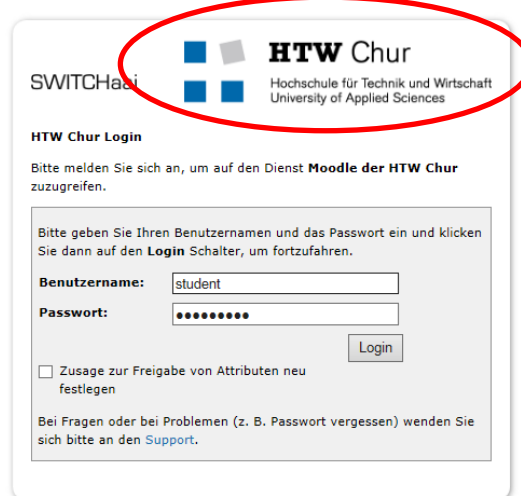 HTW Chur
SWITCHaai
Hochschule für Technik und Wirtschaft
University of Applied Sciences
HTW Chur Login
Bitte melden Sie sich an, um auf den Dienst Moodle der HTW Chur
zuzugreifen.
Bitte geben Sie Ihren Benutzernamen und das Passwort ein und klicken
Sie dann auf den Login Schalter, um fortzufahren.
Benutzername: student
Passwort: •••••••••
Login
Zusage zur Freigabe von Attributen neu
festlegen
Bei Fragen oder bei Problemen (z. B. Passwort vergessen) wenden Sie
sich bitte an den Support.